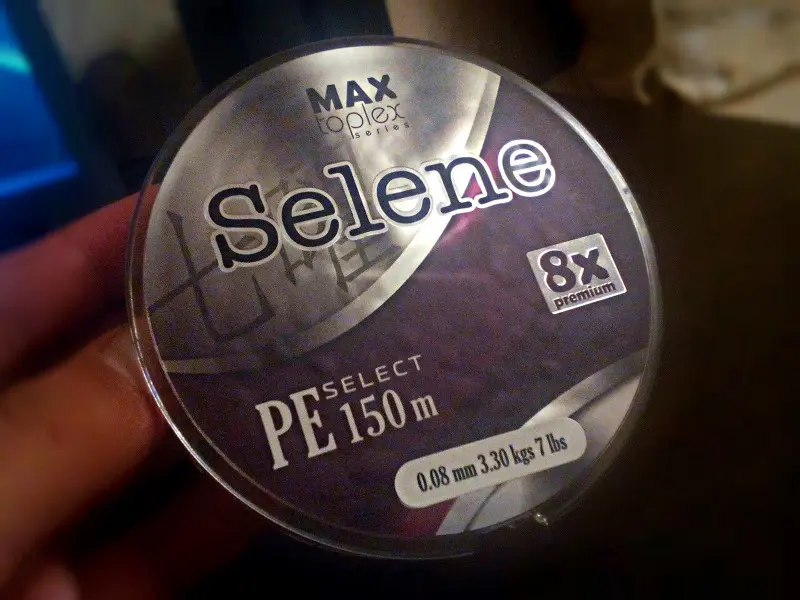 MAX
toplex
series
Selene
8x
premium
PE SELECT
150 m
0.08 mm 3.30 kgs 7 lbs